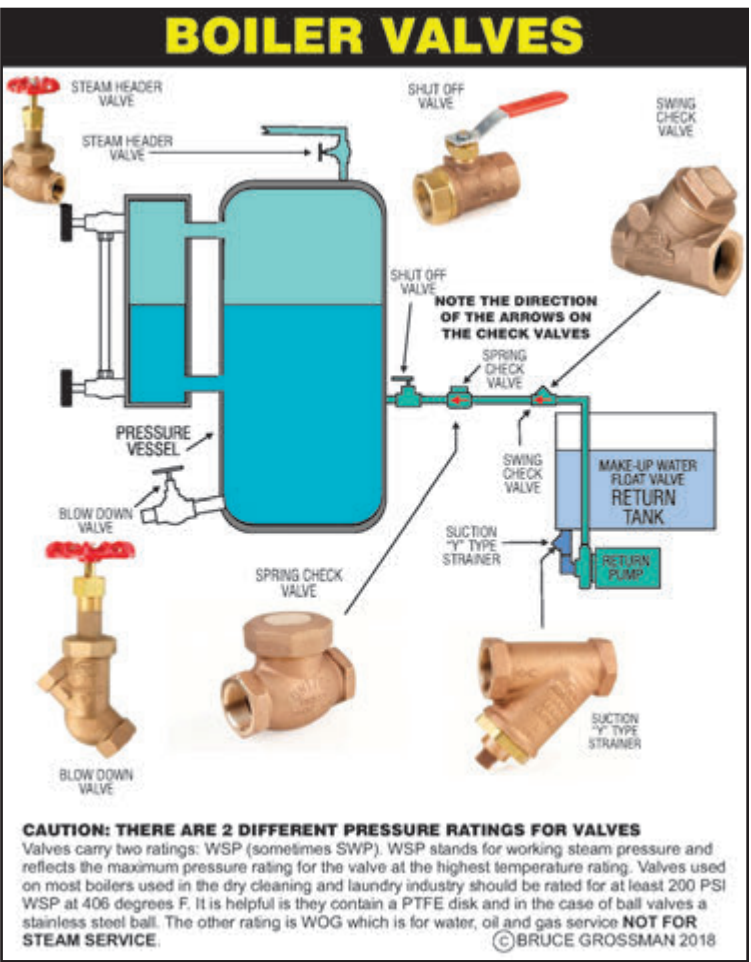 BOILER VALVES
STEAM HEADER
VALVE
SHUT OFF
VALVE
SWING
CHECK
VALVE
STEAM HEADER
VALVE
SHUT OFF
VALVE
NOTE THE DIRECTION
OF THE ARROWS ON
THE CHECK VALVES
SPRING
CHECK
VALVE
PRESSURE
VESSEL
SWING
CHECK
VALVE
MAKE-UP WATER
FLOAT VALVE
RETURN
TANK
BLOW DOWN
VALVE
SUCTION
"Y" TYPE
STRAINER
RETURN
PUMP
SPRING CHECK
VALVE
SUCTION
"Y" TYPE
STRAINER
BLOW DOWN
VALVE
CAUTION: THERE ARE 2 DIFFERENT PRESSURE RATINGS FOR VALVES
Valves carry two ratings: WSP (sometimes SWP). WSP stands for working steam pressure and
reflects the maximum pressure rating for the valve at the highest temperature rating. Valves used
on most boilers used in the dry cleaning and laundry industry should be rated for at least 200 PSI
WSP at 406 degrees F. It is helpful is they contain a PTFE disk and in the case of ball valves a
stainless steel ball. The other rating is WOG which is for water, oil and gas service NOT FOR
STEAM SERVICE.
©BRUCE GROSSMAN 2018